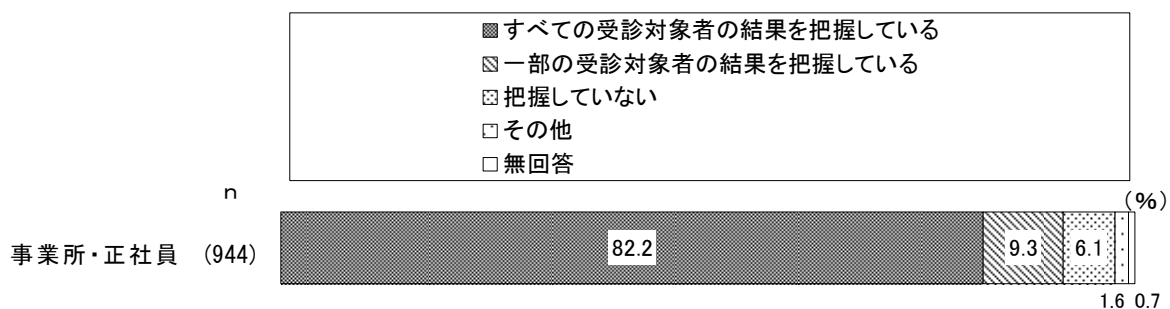 すべての受診対象者の結果を把握している
一部の受診対象者の結果を把握している
把握していない
その他
無回答
n
(%)
事業所・正社員 (944)
82.2
9.3
6.1
1.6 0.7